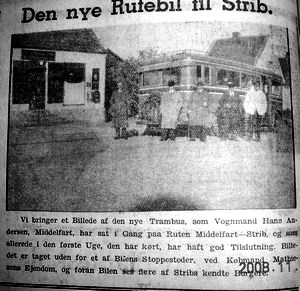 Den nye Rutebil til Strib.
Vi bringer et Billede af den nye Trambus, som Vognmand Hans An-
dersen, Middelfart, har sat i Gang paa Ruten Middelfart—Strib, og som
allerede i den første Uge, den har kørt, har haft god Tilslutning. Bille-
det er taget uden for et af Bilens Stoppesteder, ved Købmand Mathie-
sens Ejendom, og foran Bilen ses flere af Stribs kendte Borgere.
2008.11.